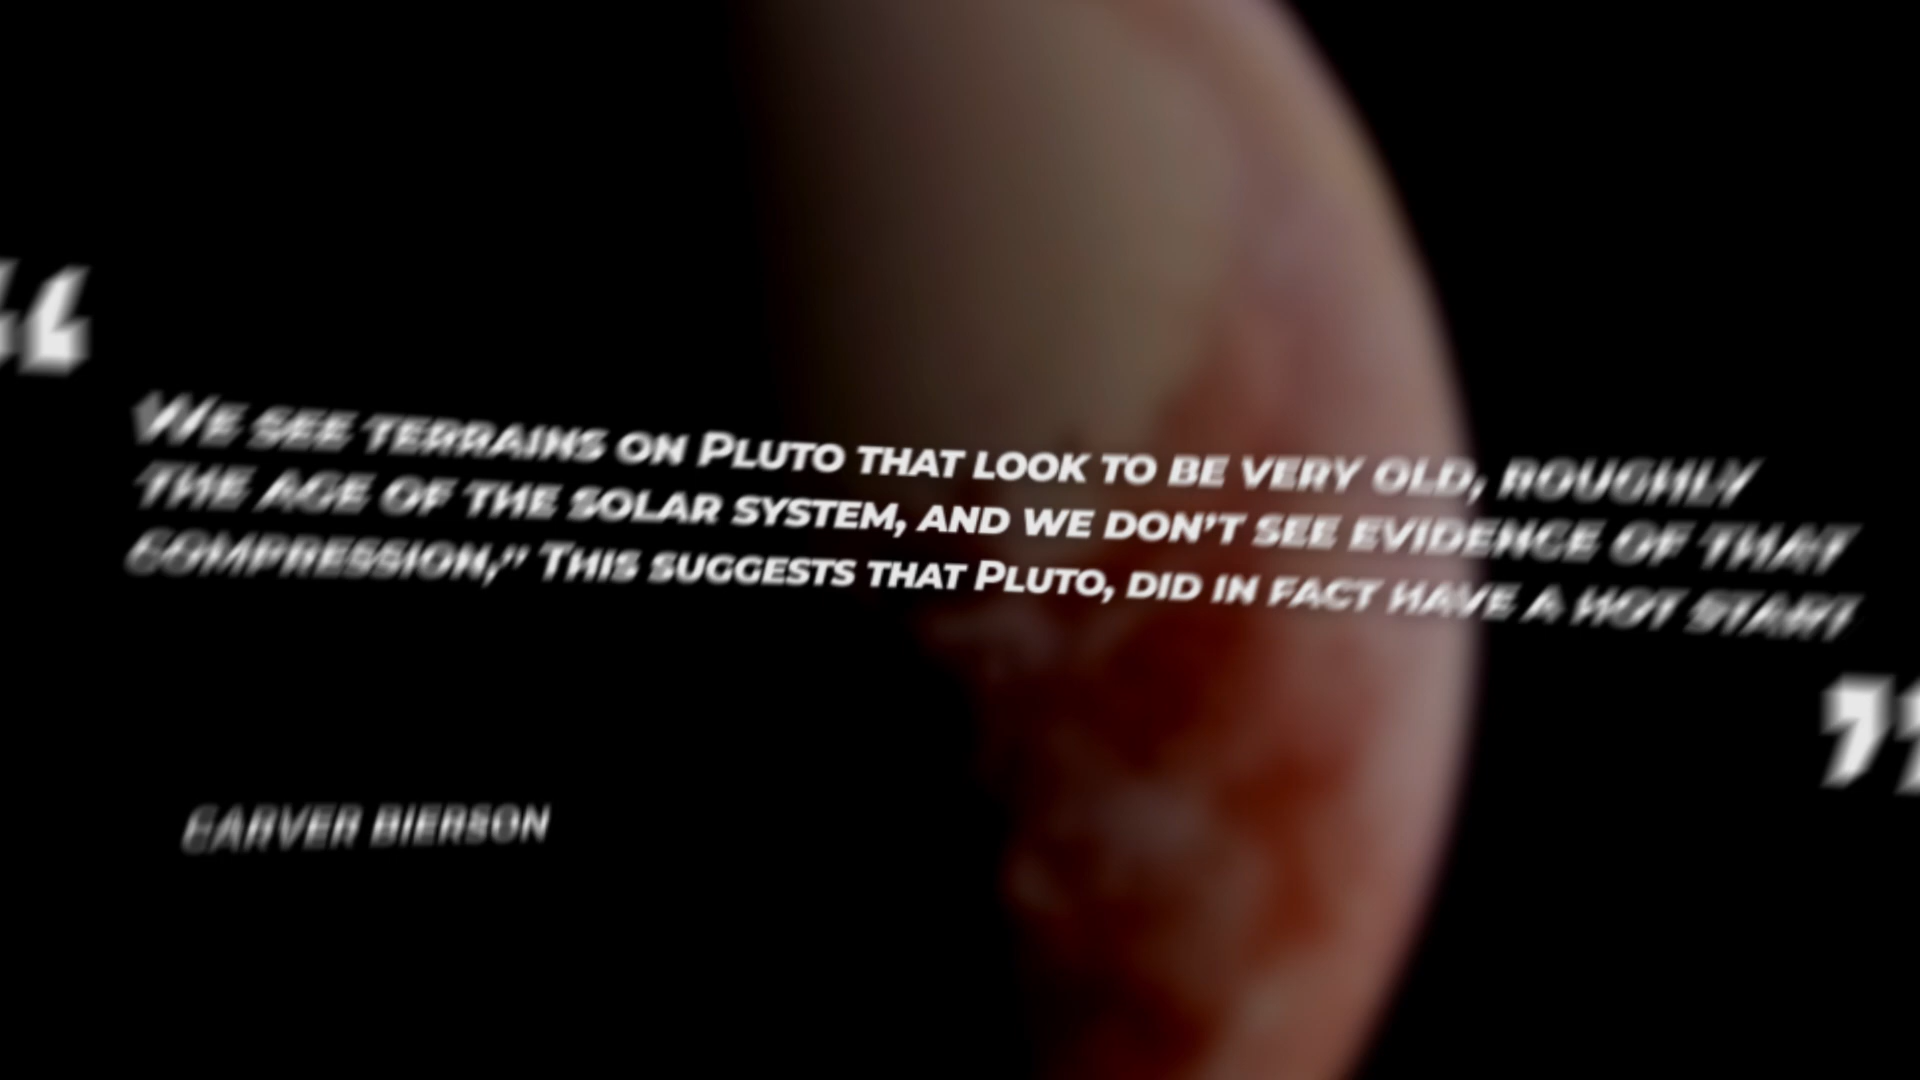 “
We see terrains on Pluto that look to be very old, roughly
the age of the solar system, and we don’t see evidence of that
compression,” This suggests that Pluto, did in fact have a hot start
”
CARVER BIERSON